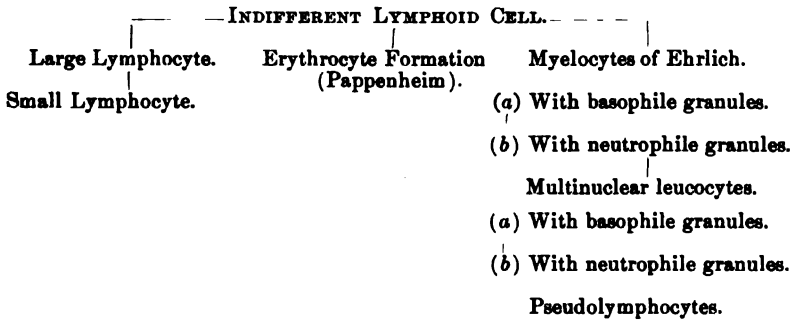 INDIFFERENT LYMPHOID CELL.
Large Lymphocyte.
Small Lymphocyte.
Erythrocyte Formation
(Pappenheim).
Myelocytes of Ehrlich.
(a) With basophile granules.
(b) With neutrophile granules.
Multinuclear leucocytes.
(a) With basophile granules.
(b) With neutrophile granules.
Pseudolymphocytes.